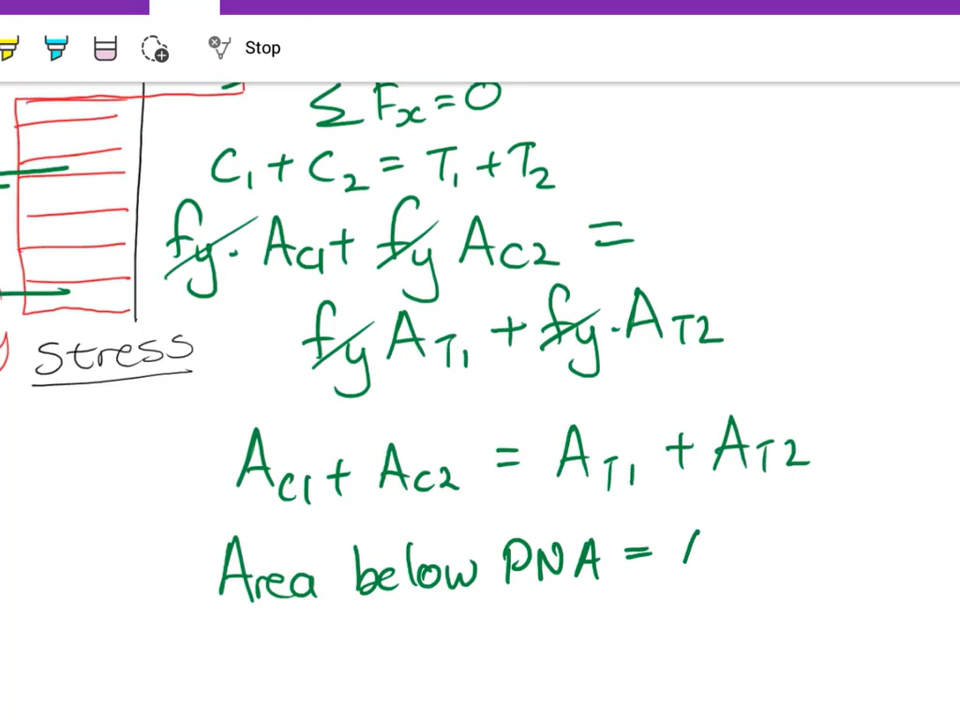 Stop
Σ Fx = 0
C1 + C2 = T1 + T2
fy · AC1 + fy AC2 =
fy AT1 + fy · AT2
stress
AC1 + AC2 = AT1 + AT2
Area below PNA =